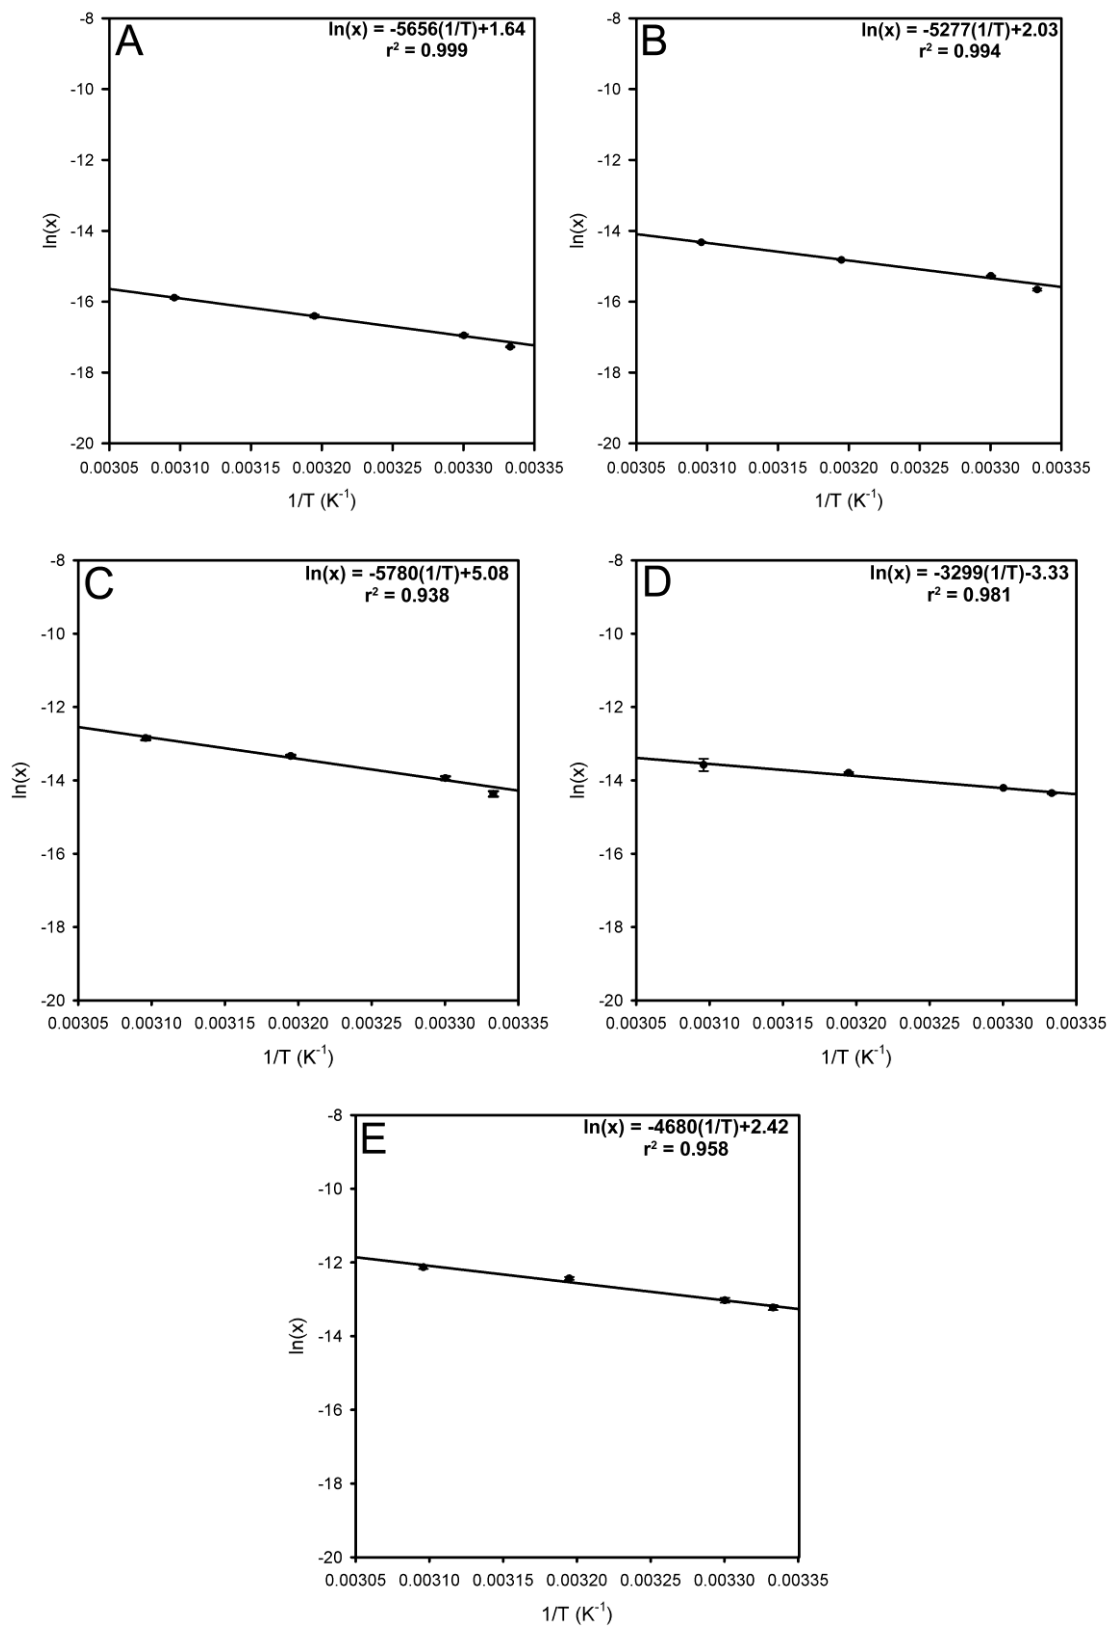 A
ln(x) = -5656(1/T)+1.64
r² = 0.999
-8
-10
-12
-14
-16
-18
-20
ln(x)
0.00305 0.00310 0.00315 0.00320 0.00325 0.00330 0.00335
1/T (K⁻¹)
B
ln(x) = -5277(1/T)+2.03
r² = 0.994
-8
-10
-12
-14
-16
-18
-20
ln(x)
0.00305 0.00310 0.00315 0.00320 0.00325 0.00330 0.00335
1/T (K⁻¹)
C
ln(x) = -5780(1/T)+5.08
r² = 0.938
-8
-10
-12
-14
-16
-18
-20
ln(x)
0.00305 0.00310 0.00315 0.00320 0.00325 0.00330 0.00335
1/T (K⁻¹)
D
ln(x) = -3299(1/T)-3.33
r² = 0.981
-8
-10
-12
-14
-16
-18
-20
ln(x)
0.00305 0.00310 0.00315 0.00320 0.00325 0.00330 0.00335
1/T (K⁻¹)
E
ln(x) = -4680(1/T)+2.42
r² = 0.958
-8
-10
-12
-14
-16
-18
-20
ln(x)
0.00305 0.00310 0.00315 0.00320 0.00325 0.00330 0.00335
1/T (K⁻¹)